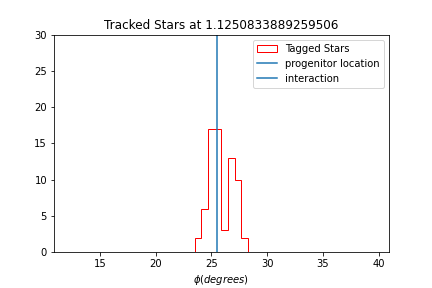 Tracked Stars at 1.1250833889259506
30
25
20
15
10
5
0
Tagged Stars
progenitor location
interaction
15 20 25 30 35 40
ϕ(degrees)